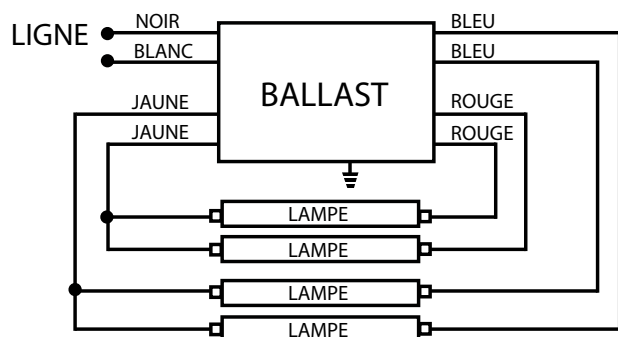 LIGNE
NOIR
BLANC
JAUNE
JAUNE
BALLAST
BLEU
BLEU
ROUGE
ROUGE
LAMPE
LAMPE
LAMPE
LAMPE